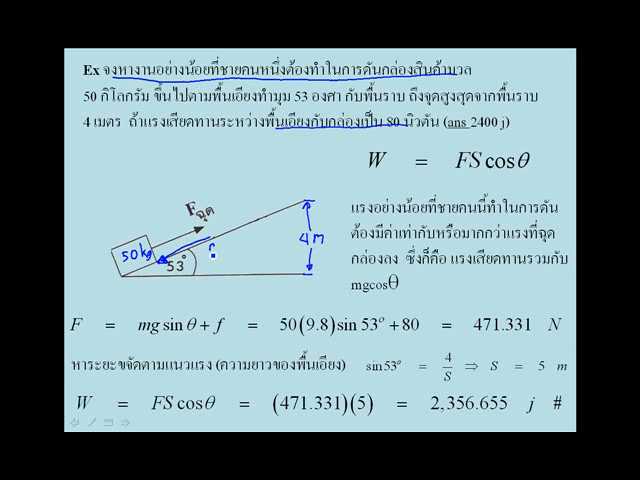 Ex จงหางานอย่างน้อยที่ชายคนหนึ่งต้องทำในการดันกล่องสินค้ามวล
50 กิโลกรัม ขึ้นไปตามพื้นเอียงทำมุม 53 องศา กับพื้นราบ ถึงจุดสูงสุดจากพื้นราบ
4 เมตร ถ้าแรงเสียดทานระหว่างพื้นเอียงกับกล่องเป็น 80 นิวตัน (ans 2400 j)
W = FS cosθ
F ฉุด
50 kg
53°
f
4 m
แรงอย่างน้อยที่ชายคนนี้ทำในการดัน
ต้องมีค่าเท่ากับหรือมากกว่าแรงที่ฉุด
กล่องลง ซึ่งก็คือ แรงเสียดทานรวมกับ
mgcosθ
F = mg sin θ + f = 50(9.8)sin 53° + 80 = 471.331 N
หาระยะขจัดตามแนวแรง (ความยาวของพื้นเอียง) sin 53° = 4/S ⇒ S = 5 m
W = FS cosθ = (471.331)(5) = 2,356.655 j #